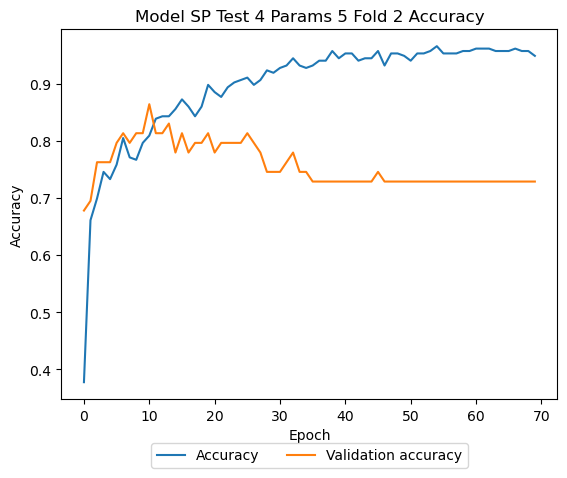 Model SP Test 4 Params 5 Fold 2 Accuracy
Accuracy
0.9
0.8
0.7
0.6
0.5
0.4
0 10 20 30 40 50 60 70
Epoch
Accuracy Validation accuracy